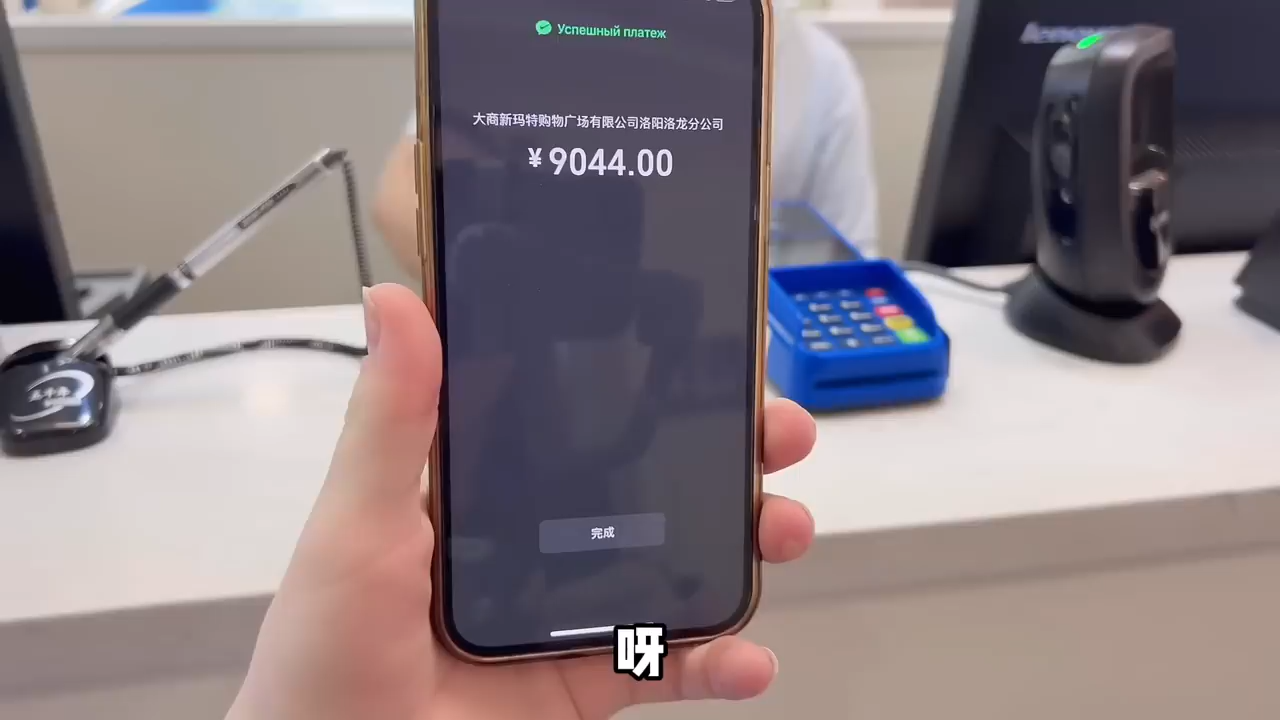 Успешный платеж
大商新玛特购物广场有限公司洛阳洛龙分公司
¥9044.00
完成
呀